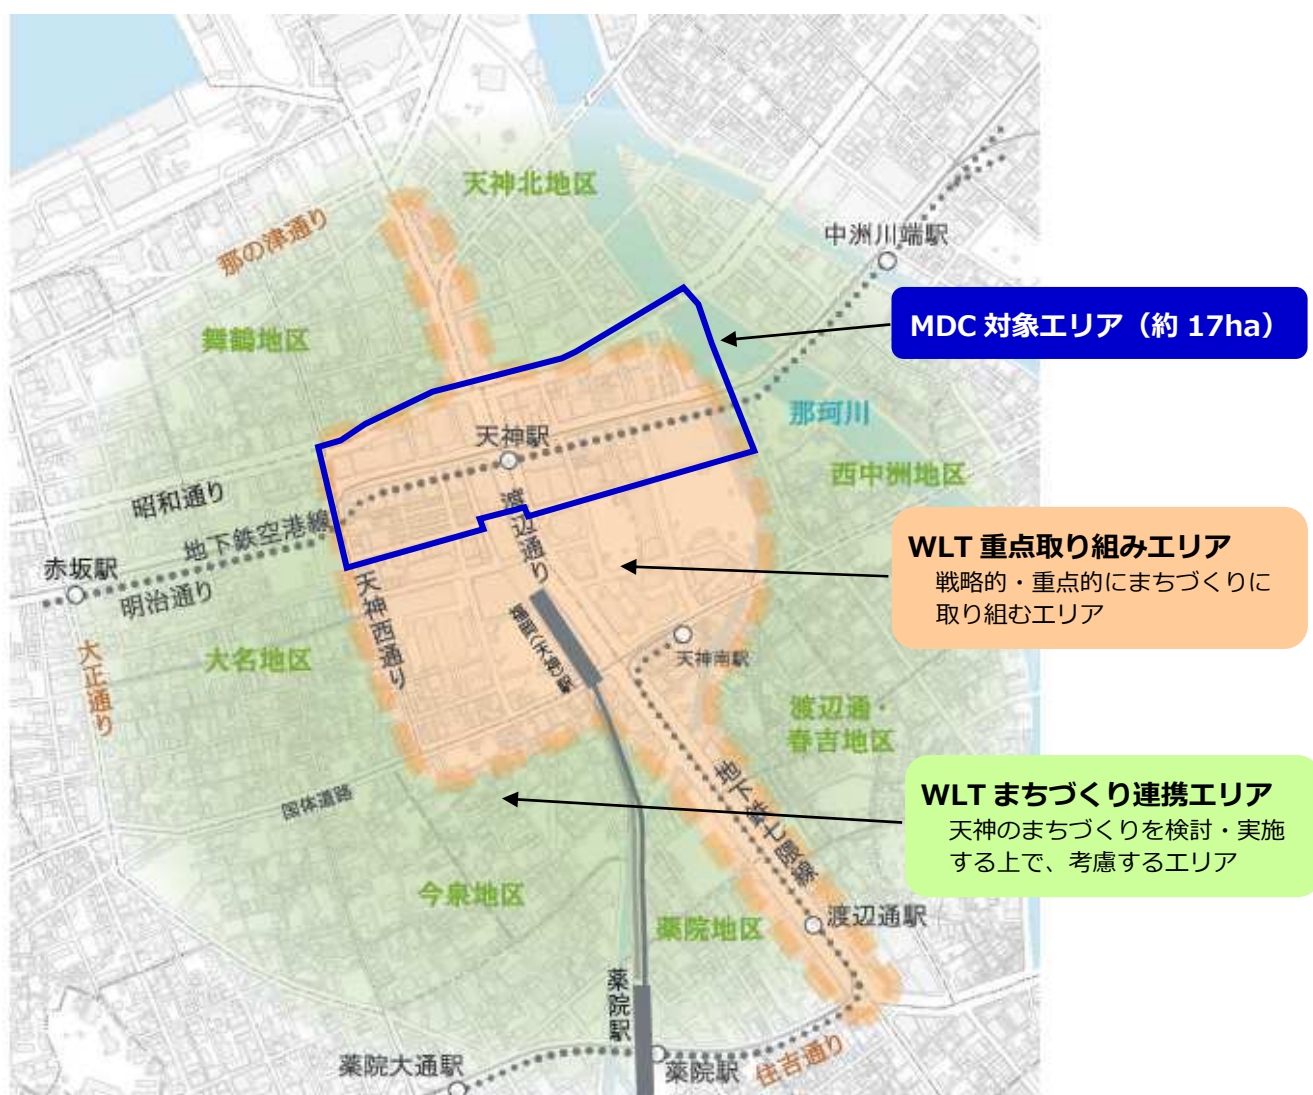 天神北地区
那の津通り
中洲川端駅
MDC 対象エリア（約 17ha）
舞鶴地区
那珂川
天神駅
西中洲地区
昭和通り
渡辺通り
地下鉄空港線
WLT 重点取り組みエリア
戦略的・重点的にまちづくりに
取り組むエリア
赤坂駅
明治通り
天神西通り
福岡(天神)駅
天神南駅
大名地区
大正通り
渡辺通・
春吉地区
WLT まちづくり連携エリア
天神のまちづくりを検討・実施
する上で、考慮するエリア
国体道路
地下鉄七隈線
今泉地区
薬院地区
渡辺通駅
薬院駅
薬院大通駅
薬院駅
住吉通り